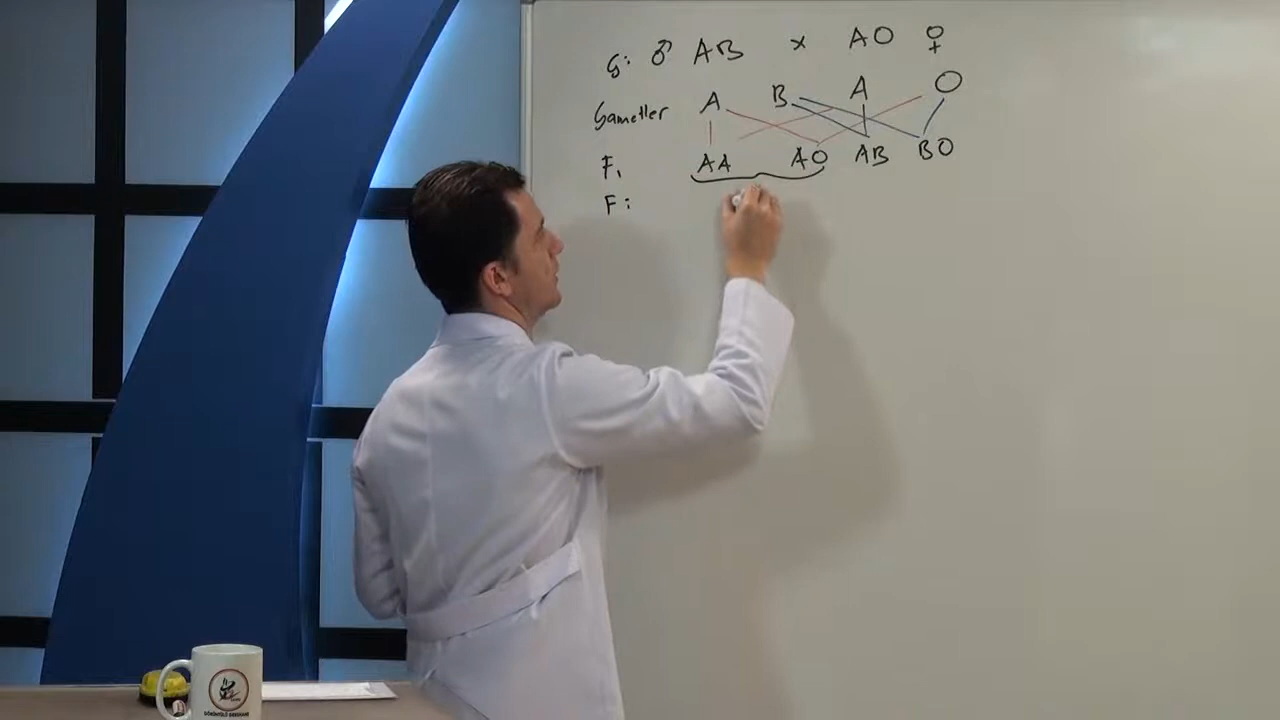 G: ♂ AB x AO ♀
Gametler A B A O
F₁ AA AO AB BO
F: